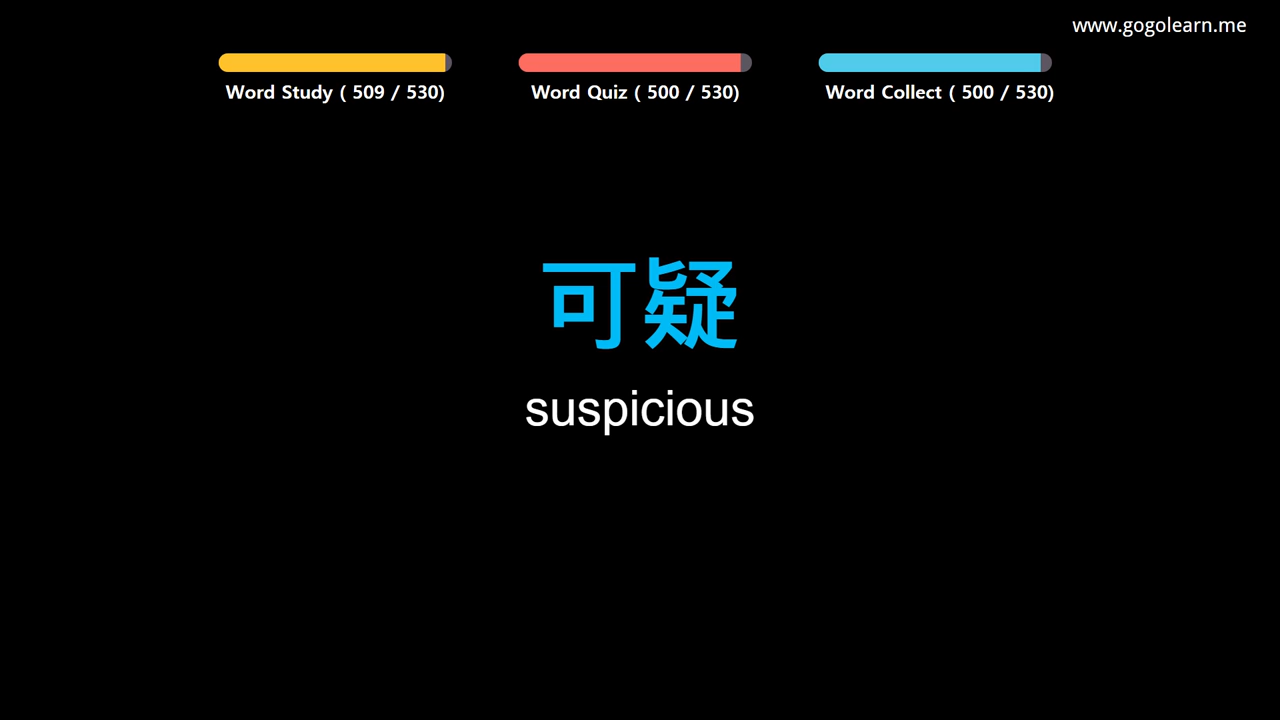 www.gogolearn.me
Word Study ( 509 / 530)
Word Quiz ( 500 / 530)
Word Collect ( 500 / 530)
可疑
suspicious